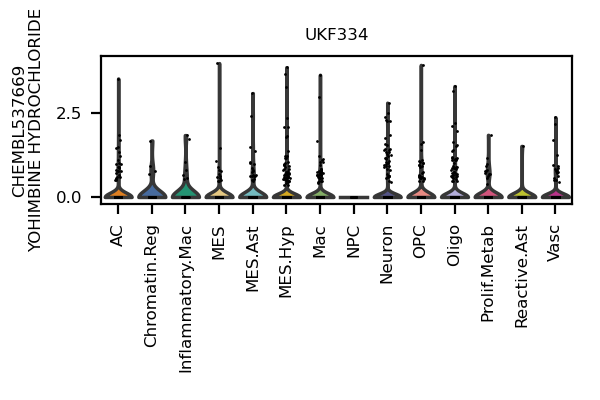 UKF334
CHEMBL537669
YOHIMBINE HYDROCHLORIDE
2.5
0.0
AC
Chromatin.Reg
Inflammatory.Mac
MES
MES.Ast
MES.Hyp
Mac
NPC
Neuron
OPC
Oligo
Prolif.Metab
Reactive.Ast
Vasc